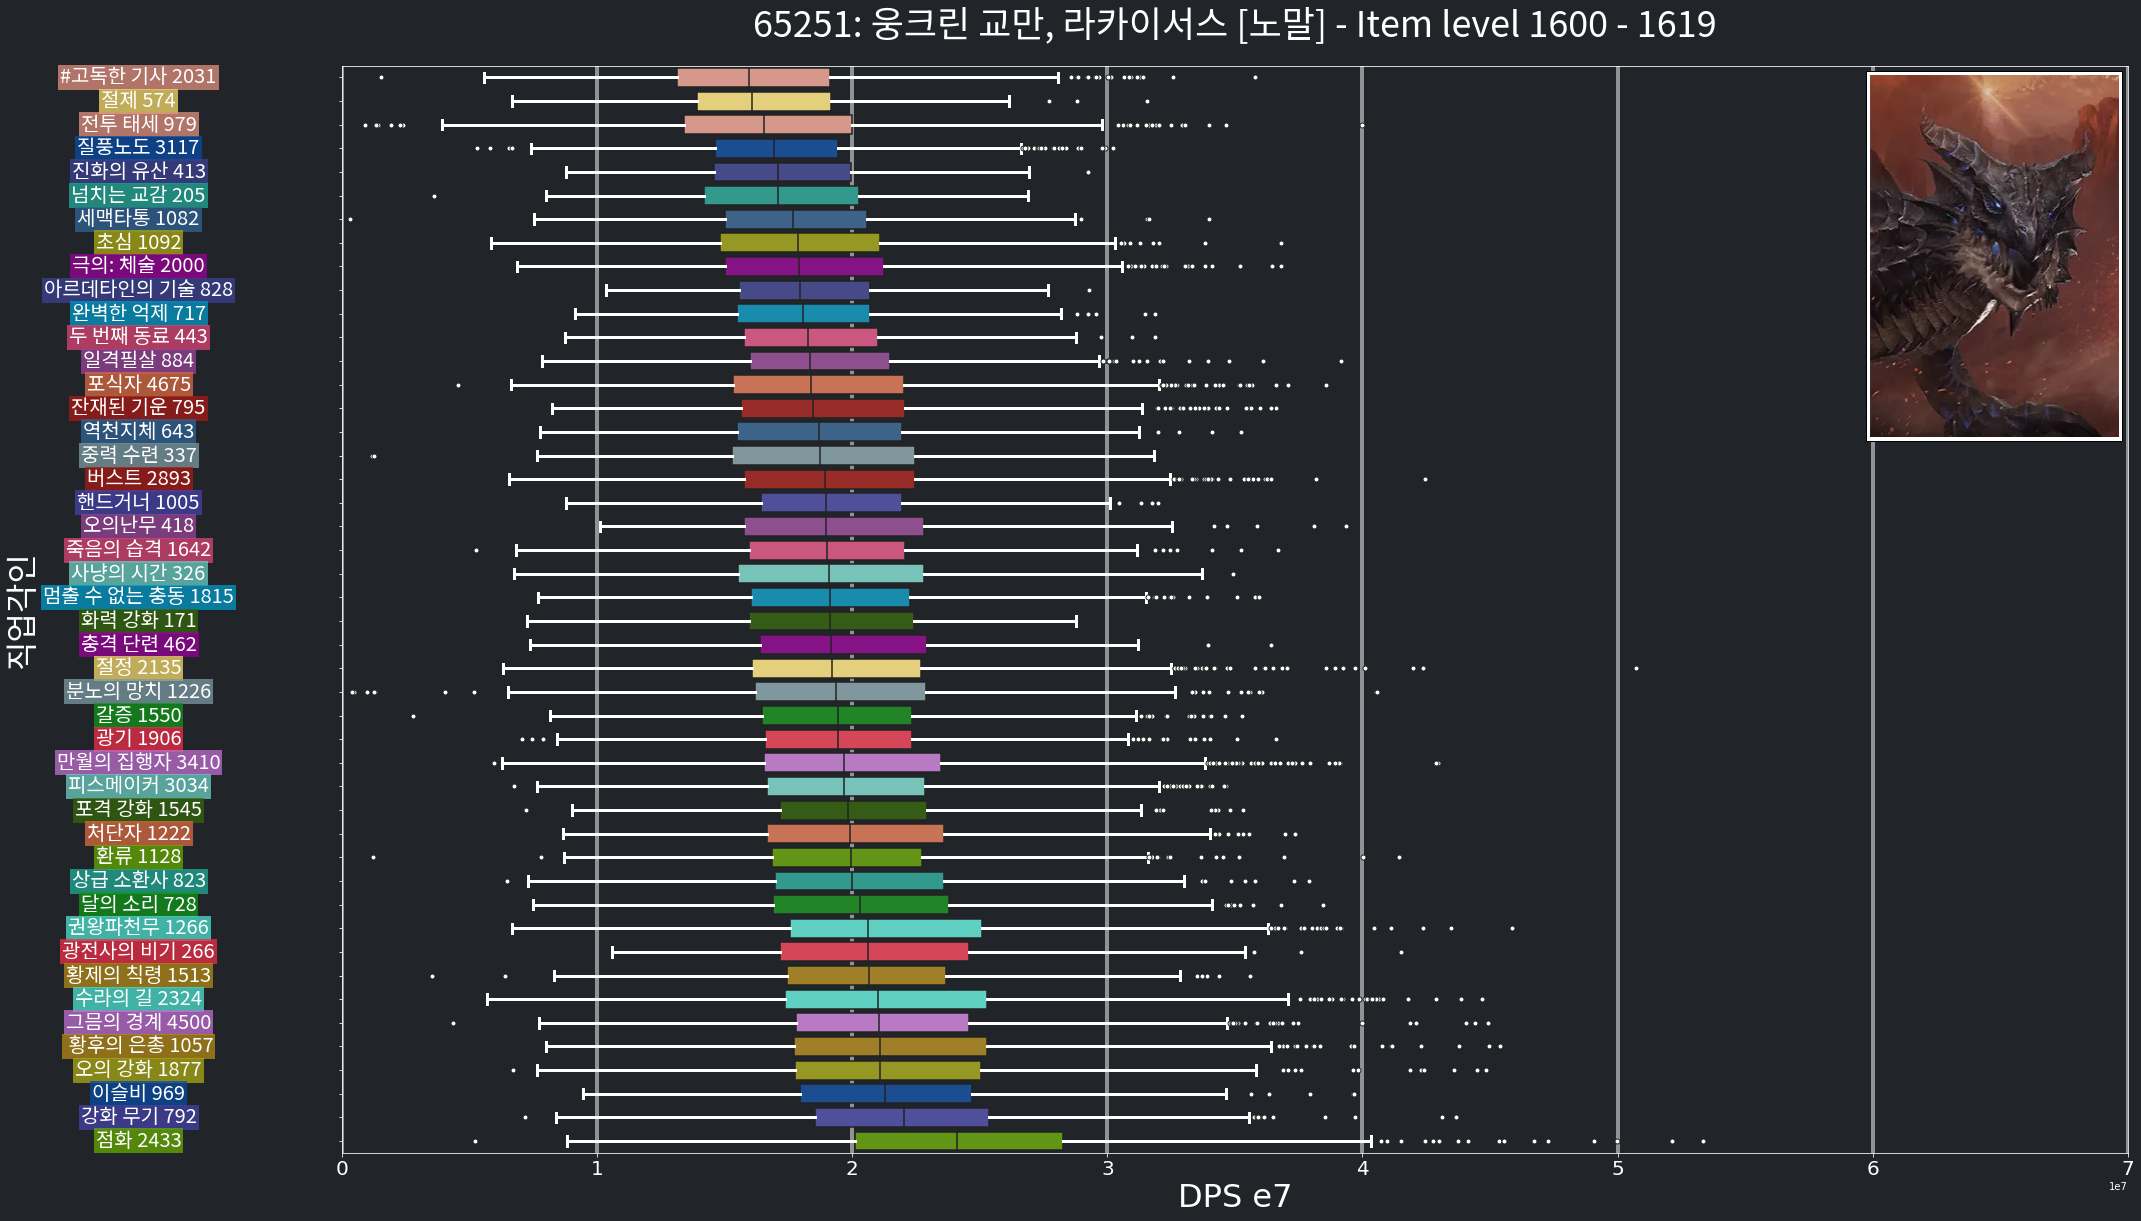 65251: 웅크린 교만, 라카이서스 [노말] - Item level 1600 - 1619
직업각인
#고독한 기사 2031
절제 574
전투 태세 979
질풍노도 3117
진화의 유산 413
넘치는 교감 205
세맥타통 1082
초심 1092
극의: 체술 2000
아르데타인의 기술 828
완벽한 억제 717
두 번째 동료 443
일격필살 884
포식자 4675
잔재된 기운 795
역천지체 643
중력 수련 337
버스트 2893
핸드거너 1005
오의난무 418
죽음의 습격 1642
사냥의 시간 326
멈출 수 없는 충동 1815
화력 강화 171
충격 단련 462
절정 2135
분노의 망치 1226
갈증 1550
광기 1906
만월의 집행자 3410
피스메이커 3034
포격 강화 1545
처단자 1222
환류 1128
상급 소환사 823
달의 소리 728
권왕파천무 1266
광전사의 비기 266
황제의 칙령 1513
수라의 길 2324
그믐의 경계 4500
황후의 은총 1057
오의 강화 1877
이슬비 969
강화 무기 792
점화 2433
0 1 2 3 4 5 6 7
DPS e7
1e7